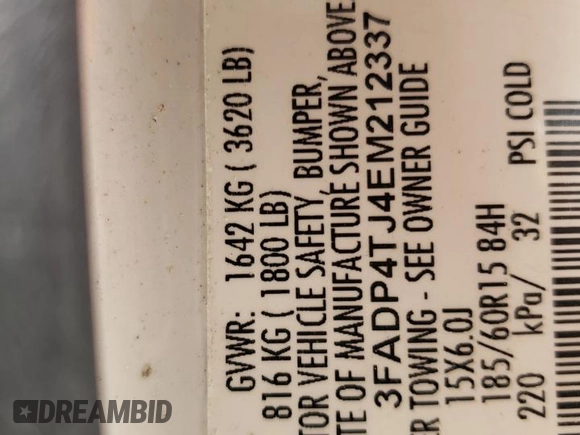 GVWR: 1642 KG ( 3620 LB)
816 KG ( 1800 LB)
TOR VEHICLE SAFETY, BUMPER,
TE OF MANUFACTURE SHOWN ABOVE
3FADP4TJ4EM212337
ER TOWING - SEE OWNER GUIDE
15X6.0J
185/60R15 84H
220 kPa/ 32 PSI COLD
DREAMBID